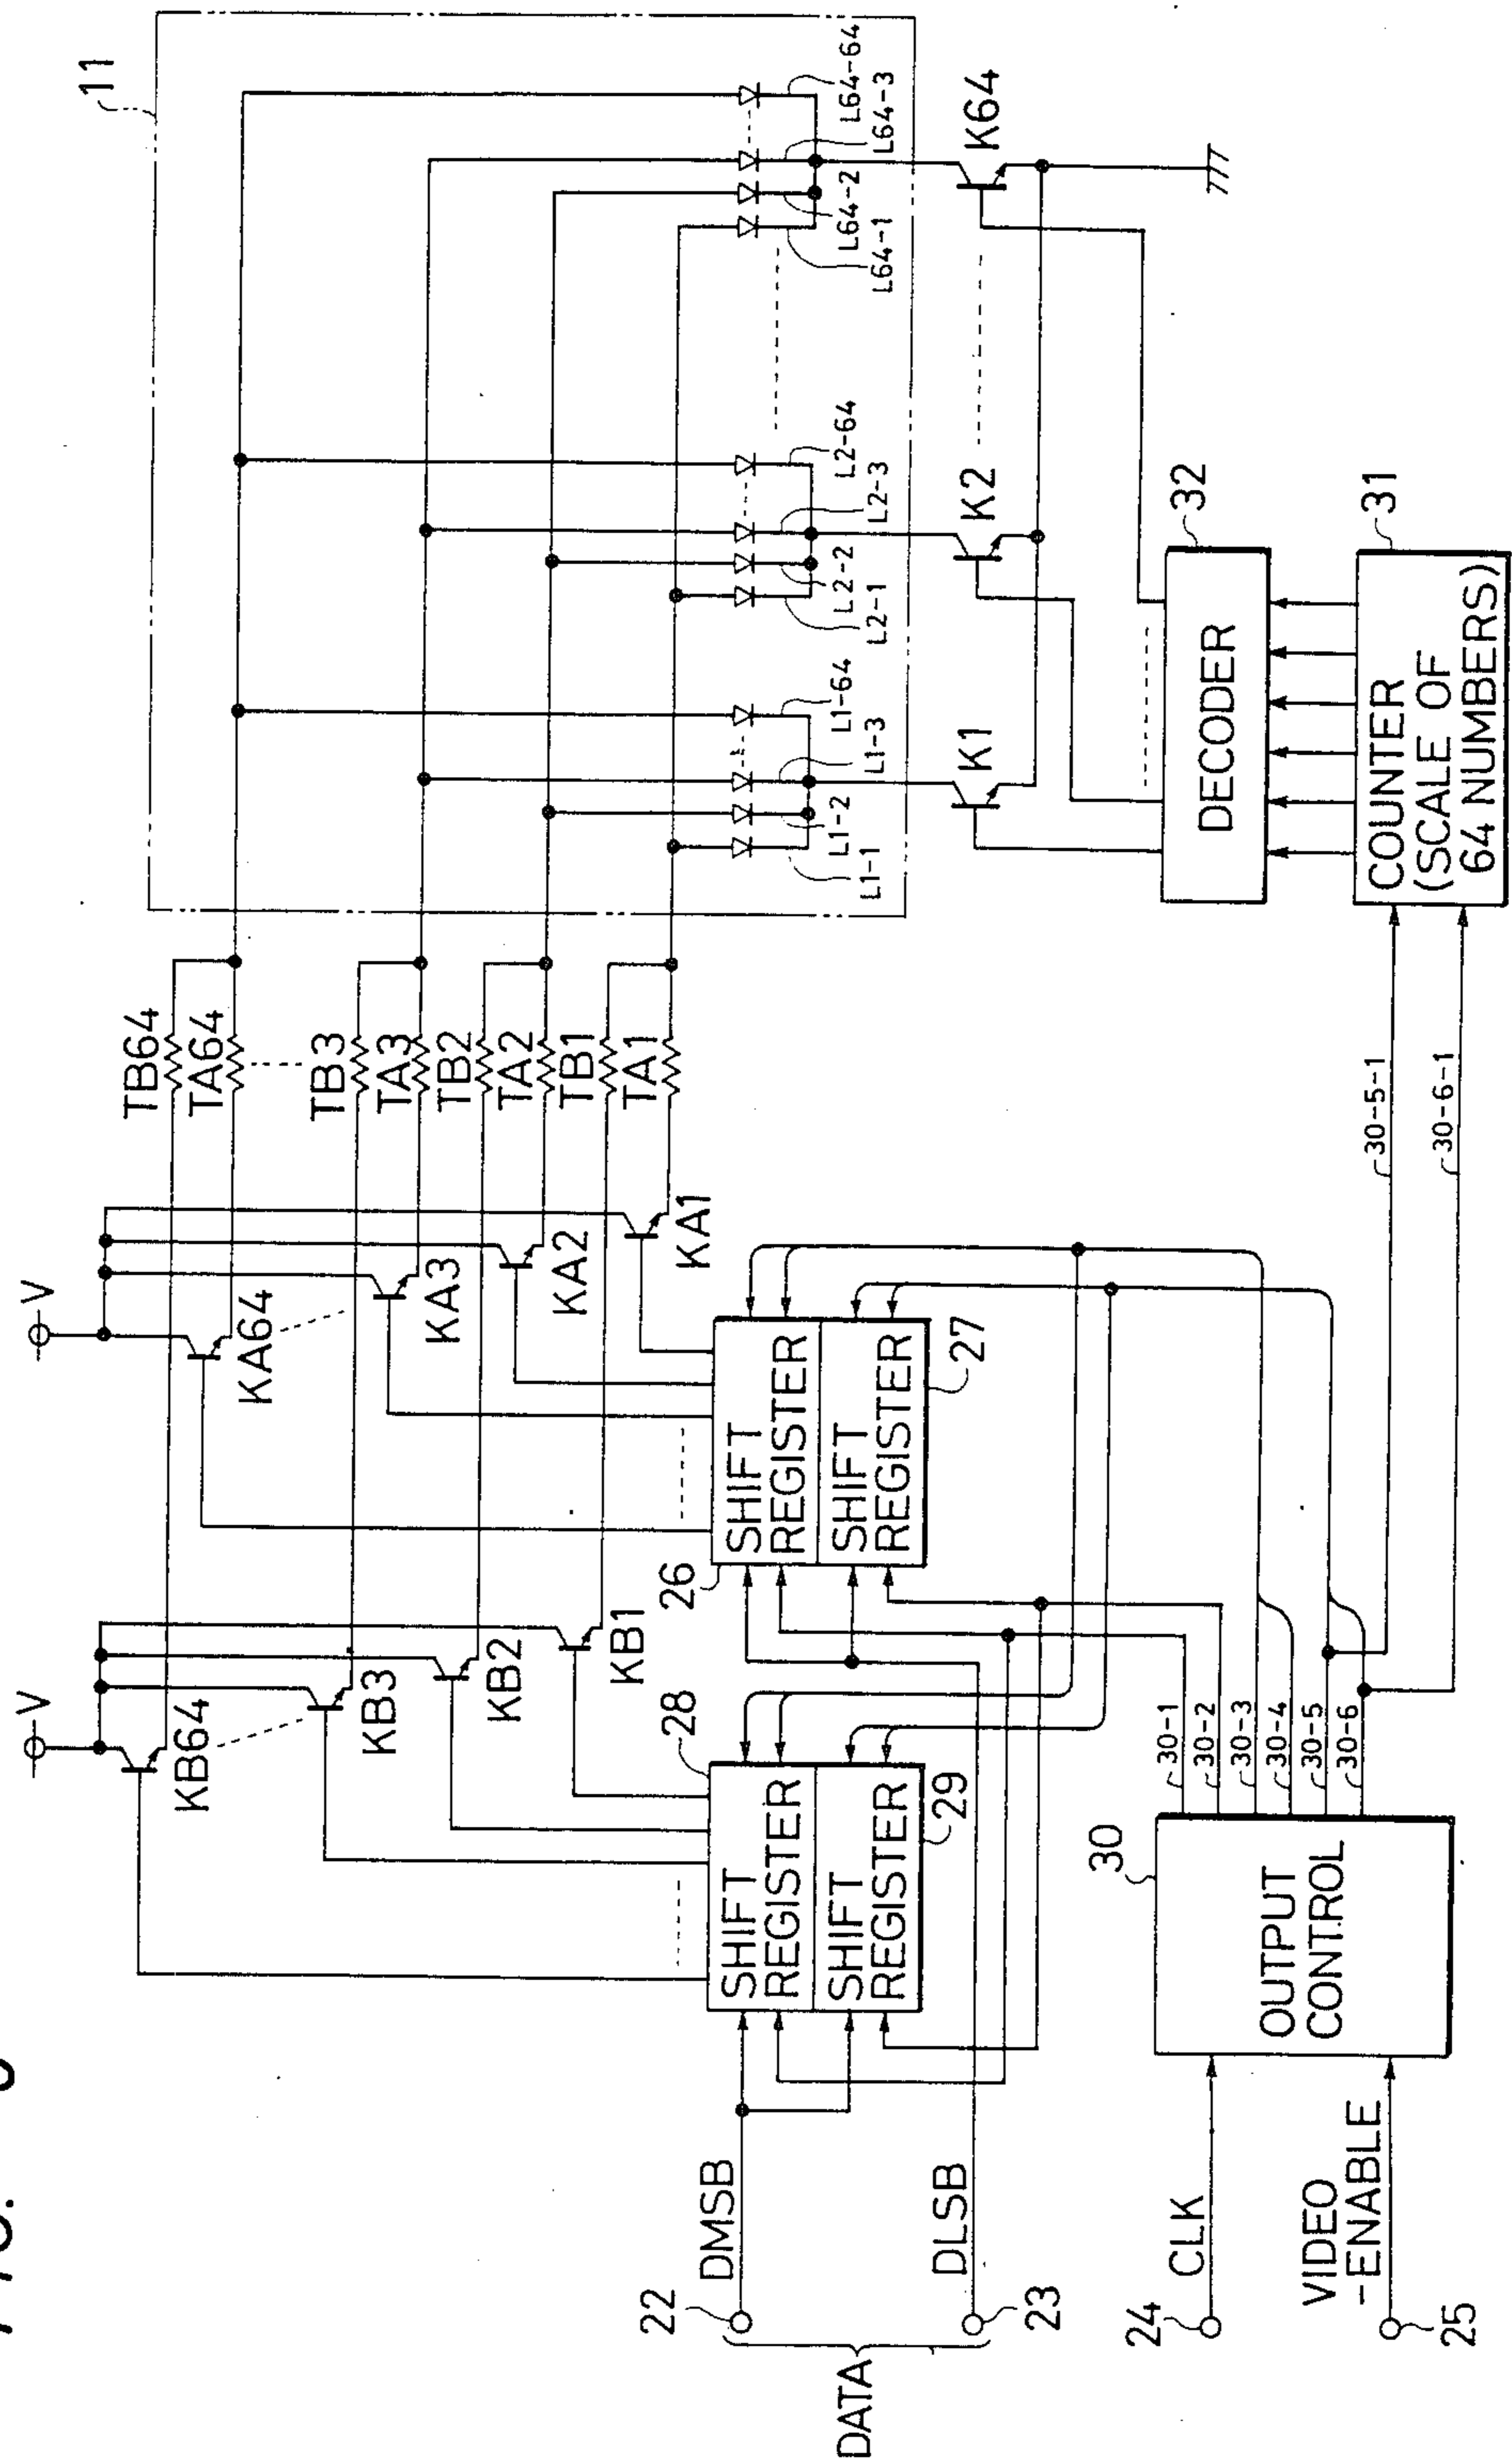 11
V
V
TB64
TA64
TB3
TA3
TB2
TA2
TB1
TA1
KB64
KB3
KB2
KB1
KA64
KA3
KA2
KA1
L1-1
L1-2
L1-3
L1-64
L2-1
L2-2
L2-3
L2-64
L64-1
L64-2
L64-3
L64-64
K1
K2
K64
28
SHIFT
REGISTER
SHIFT
REGISTER
29
26
SHIFT
REGISTER
SHIFT
REGISTER
27
22
DMSB
DATA
DLSB
23
24
CLK
VIDEO
-ENABLE
25
30
OUTPUT
CONTROL
30-1
30-2
30-3
30-4
30-5
30-6
30-5-1
30-6-1
DECODER
32
COUNTER
(SCALE OF
64 NUMBERS)
31